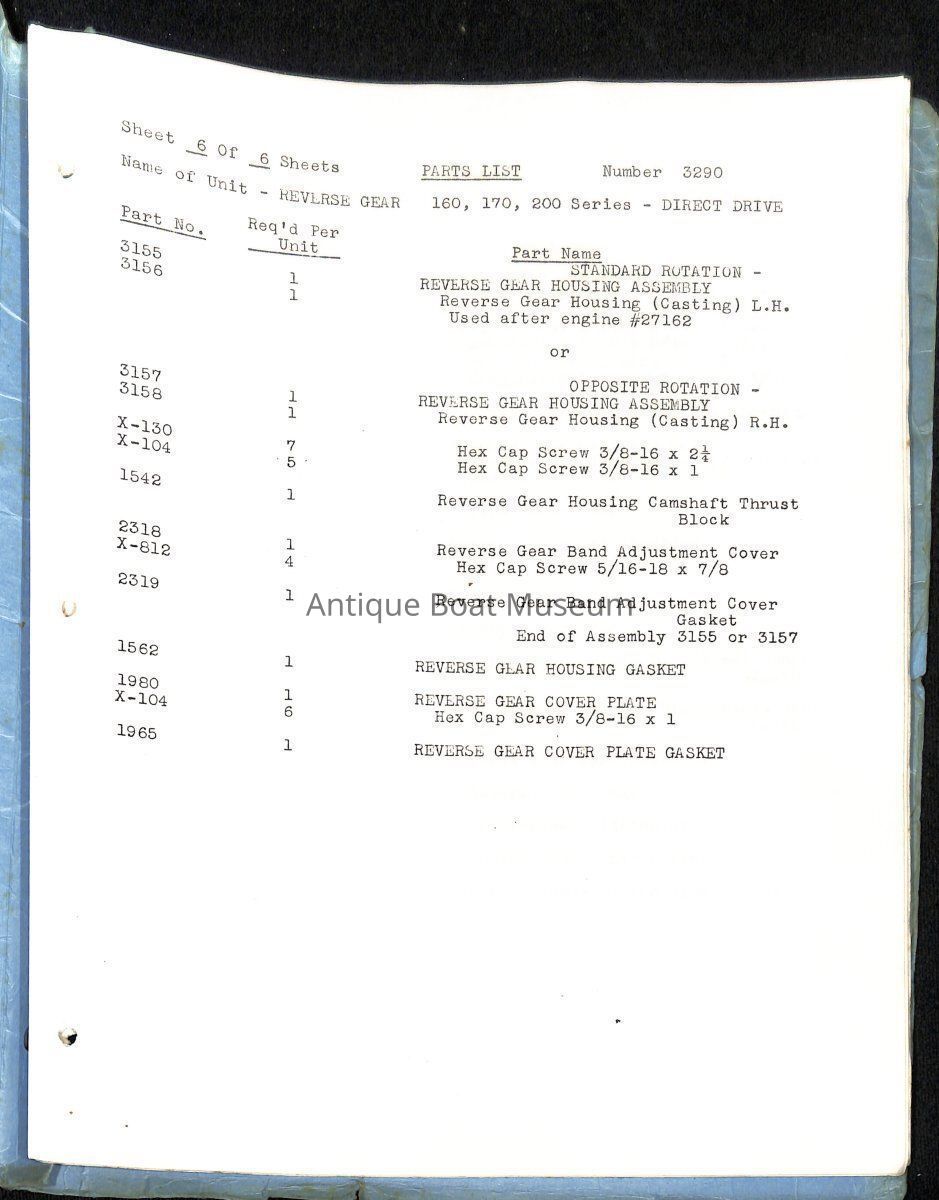 Sheet 6 Of 6 Sheets PARTS LIST Number 3290
Name of Unit - REVERSE GEAR 160, 170, 200 Series - DIRECT DRIVE
Part No. Req'd Per Unit Part Name
STANDARD ROTATION -
3155 1 REVERSE GEAR HOUSING ASSEMBLY
3156 1 Reverse Gear Housing (Casting) L.H.
Used after engine #27162
or
OPPOSITE ROTATION -
3157 1 REVERSE GEAR HOUSING ASSEMBLY
3158 1 Reverse Gear Housing (Casting) R.H.
X-130 7 Hex Cap Screw 3/8-16 x 2¼
X-104 5 Hex Cap Screw 3/8-16 x 1
1542 1 Reverse Gear Housing Camshaft Thrust
Block
2318 1 Reverse Gear Band Adjustment Cover
X-812 4 Hex Cap Screw 5/16-18 x 7/8
2319 1 Reverse Gear Band Adjustment Cover
Gasket
End of Assembly 3155 or 3157
1562 1 REVERSE GEAR HOUSING GASKET
1980 1 REVERSE GEAR COVER PLATE
X-104 6 Hex Cap Screw 3/8-16 x 1
1965 1 REVERSE GEAR COVER PLATE GASKET
Antique Boat Museum